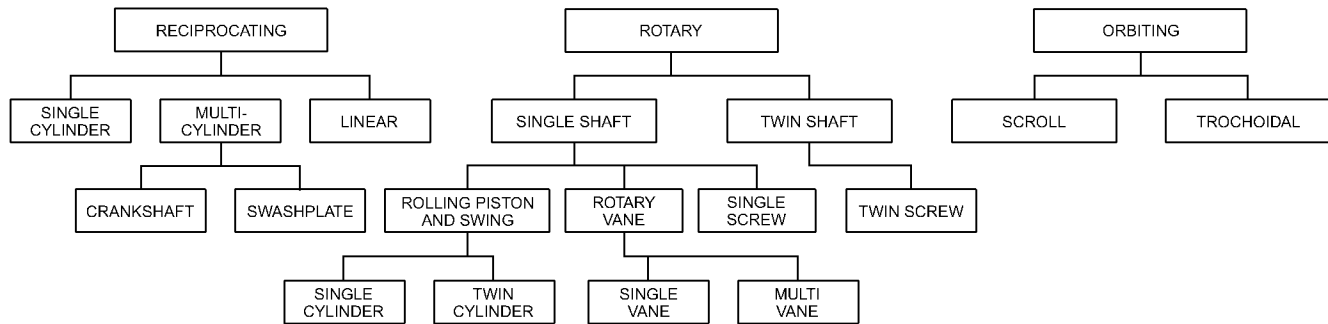 RECIPROCATING
ROTARY
ORBITING
SINGLE
CYLINDER
MULTI-
CYLINDER
LINEAR
SINGLE SHAFT
TWIN SHAFT
SCROLL
TROCHOIDAL
CRANKSHAFT
SWASHPLATE
ROLLING PISTON
AND SWING
ROTARY
VANE
SINGLE
SCREW
TWIN SCREW
SINGLE
CYLINDER
TWIN
CYLINDER
SINGLE
VANE
MULTI
VANE